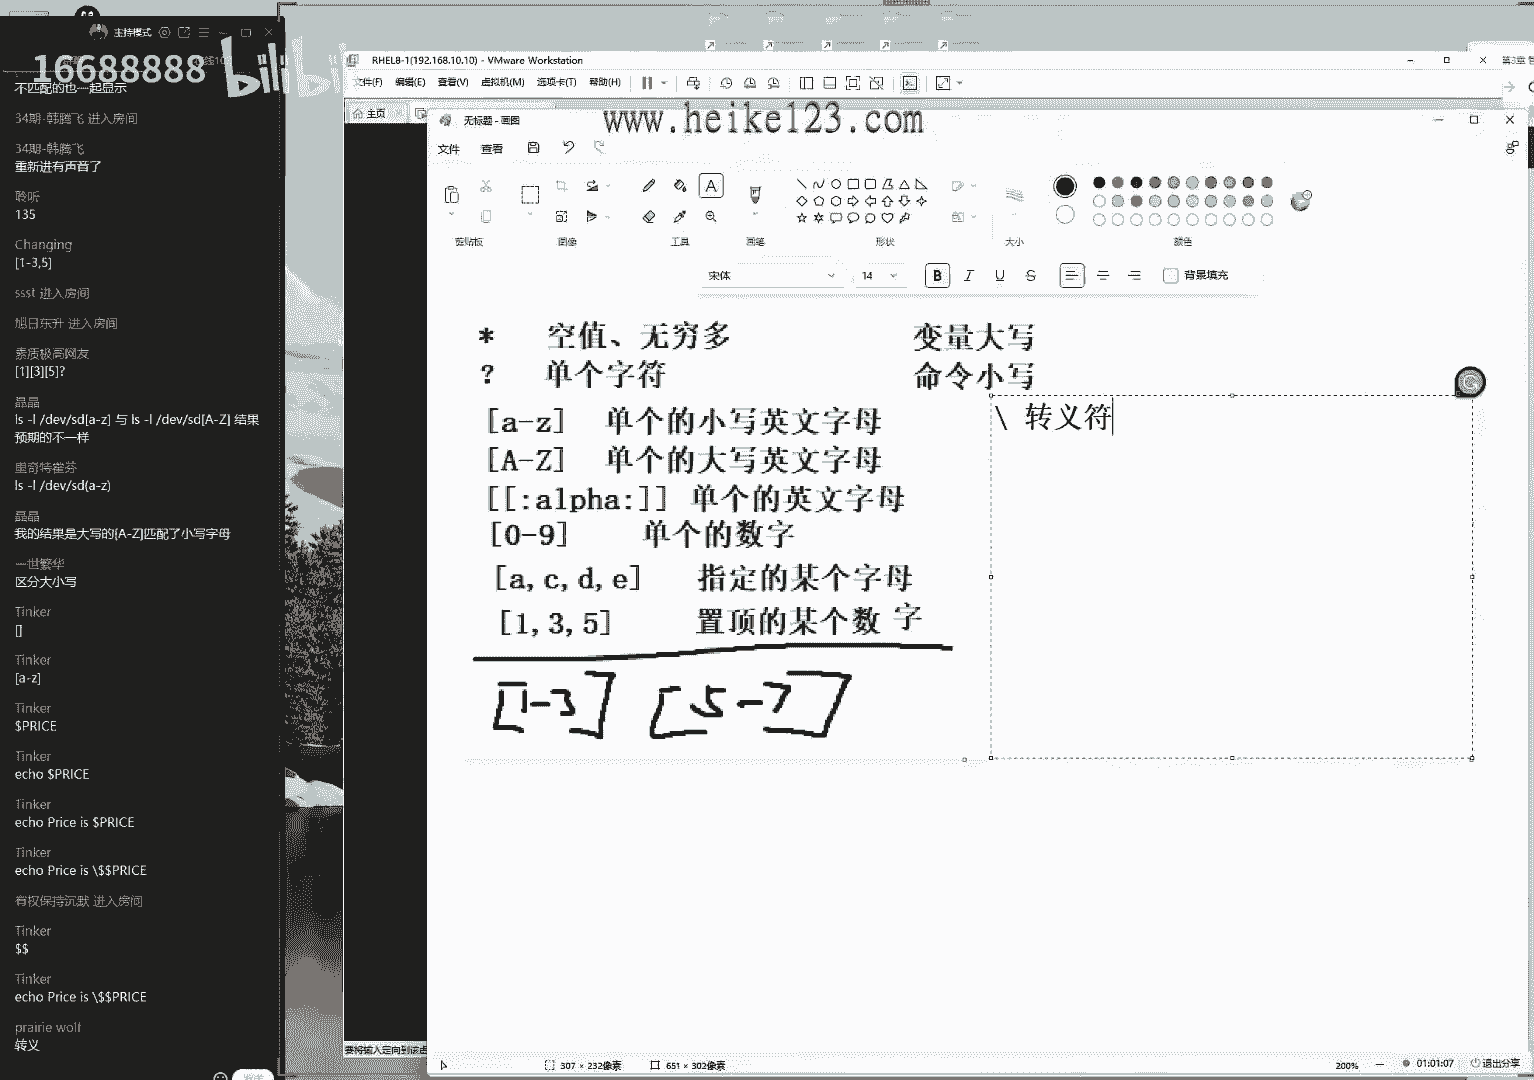 主持模式
16688888
bilibili
不匹配的也一起显示
34期-韩腾飞 进入房间
34期-韩腾飞
重新进有声音了
聆听
135
Changing
[1-3,5]
ssst 进入房间
旭日东升 进入房间
素质极高网友
[1][3][5]?
ls -l /dev/sd[a-z] 与 ls -l /dev/sd[A-Z] 结果
预期的不一样
ls -l /dev/sd(a-z)
我的结果是大写的[A-Z]匹配了小写字母
一世繁华
区分大小写
Tinker
[]
Tinker
[a-z]
Tinker
$PRICE
Tinker
echo $PRICE
Tinker
echo Price is $PRICE
Tinker
echo Price is \$$PRICE
有权保持沉默 进入房间
Tinker
$$
Tinker
echo Price is \$$PRICE
prairie wolf
转义
RHEL8-1(192.168.10.10) - VMware Workstation
文件(F) 编辑(E) 查看(V) 虚拟机(M) 选项卡(T) 帮助(H)
主页
www.heike123.com
无标题 - 画图
文件 查看
剪贴板 图像 工具 画笔 形状 大小 颜色
宋体 14 B I U S 背景填充
* 空值、无穷多 变量大写
? 单个字符 命令小写
[a-z] 单个的小写英文字母 \ 转义符
[A-Z] 单个的大写英文字母
[[:alpha:]] 单个的英文字母
[0-9] 单个的数字
[a,c,d,e] 指定的某个字母
[1,3,5] 置顶的某个数字
[1-3] [5-7]
307 × 232像素 651 × 302像素 200% 01:01:07 退出分享